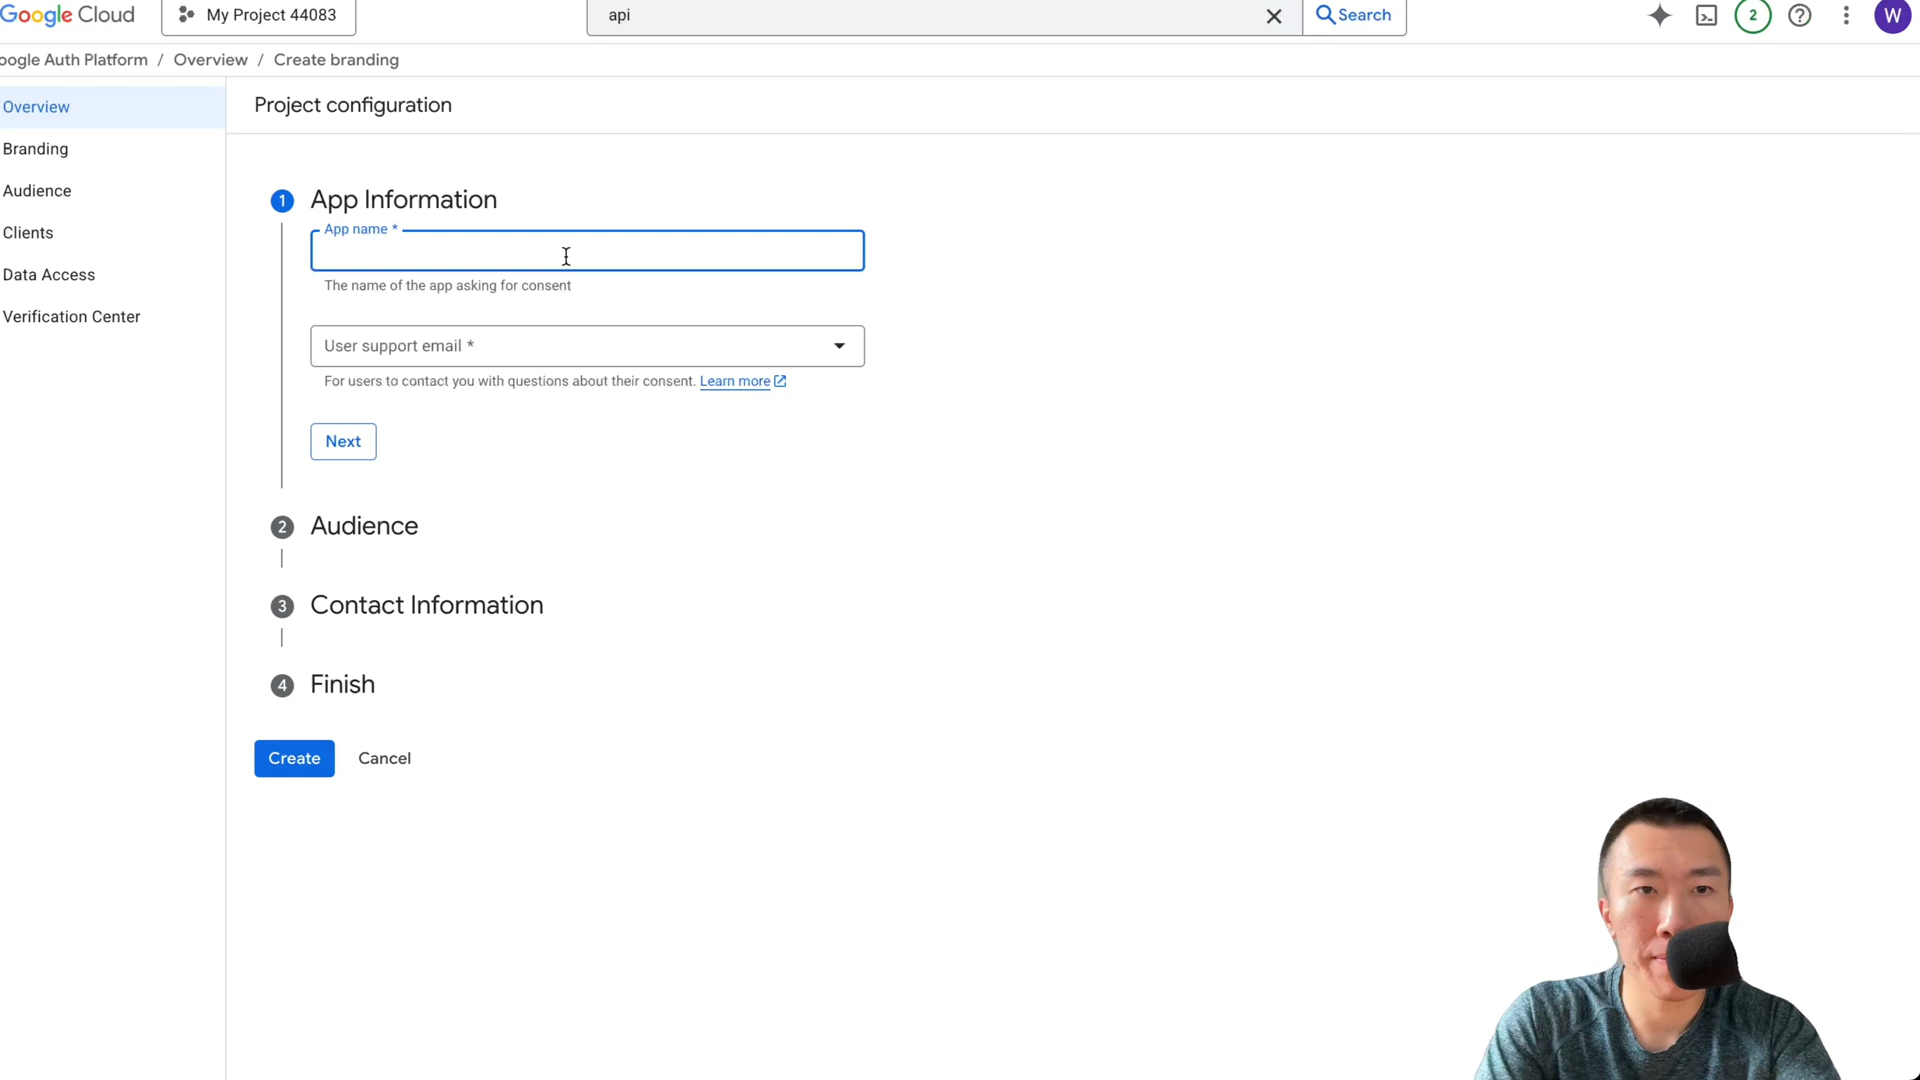 Google Cloud
My Project 44083
api
Search
2
W
oogle Auth Platform / Overview / Create branding
Overview
Branding
Audience
Clients
Data Access
Verification Center
Project configuration
1 App Information
App name *
The name of the app asking for consent
User support email *
For users to contact you with questions about their consent. Learn more
Next
2 Audience
3 Contact Information
4 Finish
Create Cancel